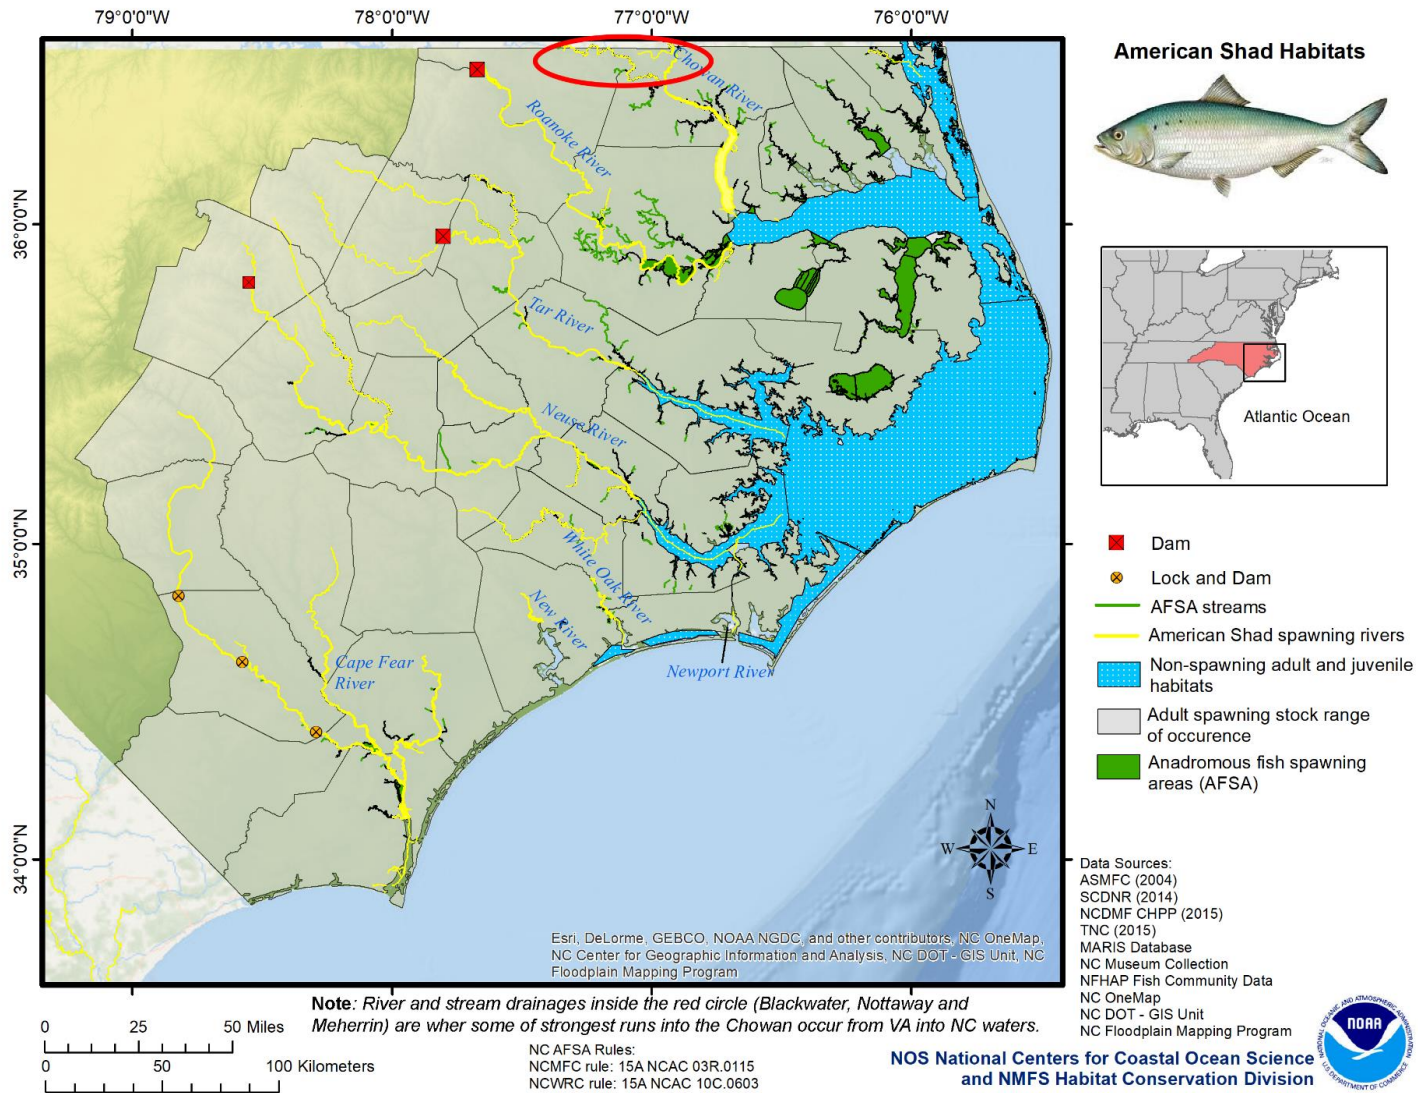 79°0'0"W
78°0'0"W
77°0'0"W
76°0'0"W
36°0'0"N
35°0'0"N
34°0'0"N
Chowan River
Roanoke River
Tar River
Neuse River
White Oak River
New River
Newport River
Cape Fear
River
Esri, DeLorme, GEBCO, NOAA NGDC, and other contributors, NC OneMap,
NC Center for Geographic Information and Analysis, NC DOT - GIS Unit, NC
Floodplain Mapping Program
American Shad Habitats
Atlantic Ocean
Dam
Lock and Dam
AFSA streams
American Shad spawning rivers
Non-spawning adult and juvenile
habitats
Adult spawning stock range
of occurence
Anadromous fish spawning
areas (AFSA)
N
W
E
S
Data Sources:
ASMFC (2004)
SCDNR (2014)
NCDMF CHPP (2015)
TNC (2015)
MARIS Database
NC Museum Collection
NFHAP Fish Community Data
NC OneMap
NC DOT - GIS Unit
NC Floodplain Mapping Program
Note: River and stream drainages inside the red circle (Blackwater, Nottaway and
Meherrin) are wher some of strongest runs into the Chowan occur from VA into NC waters.
0 25 50 Miles
0 50 100 Kilometers
NC AFSA Rules:
NCMFC rule: 15A NCAC 03R.0115
NCWRC rule: 15A NCAC 10C.0603
NOS National Centers for Coastal Ocean Science
and NMFS Habitat Conservation Division
NATIONAL OCEANIC AND ATMOSPHERIC ADMINISTRATION
NOAA
U.S. DEPARTMENT OF COMMERCE